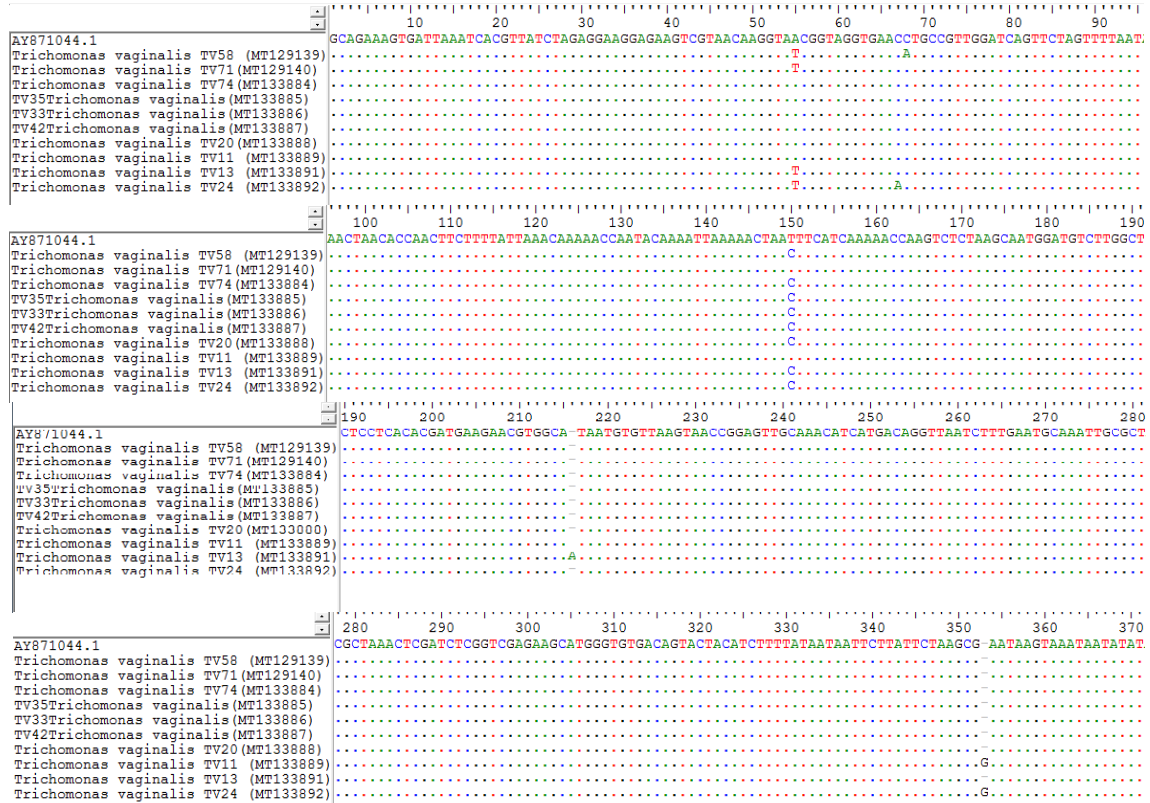 10 20 30 40 50 60 70 80 90
AY871044.1 GCAGAAAGTGATTAAATCACGTTATCTAGAGGAAGGAGAAGTCGTAACAAGGTAACGGTAGGTGAACCTGCCGTTGGATCAGTTCTAGTTTTAATA
Trichomonas vaginalis TV58 (MT129139) T A
Trichomonas vaginalis TV71(MT129140) T
Trichomonas vaginalis TV74(MT133884)
TV35Trichomonas vaginalis(MT133885)
TV33Trichomonas vaginalis(MT133886)
TV42Trichomonas vaginalis(MT133887)
Trichomonas vaginalis TV20(MT133888)
Trichomonas vaginalis TV11 (MT133889)
Trichomonas vaginalis TV13 (MT133891) T
Trichomonas vaginalis TV24 (MT133892) T A
100 110 120 130 140 150 160 170 180 190
AY871044.1 AACTAACACCAACTTCTTTTATTAAACAAAAACCAATACAAAATTAAAAACTAATTTCATCAAAAACCAAGTCTCTAAGCAATGGATGTCTTGGCT
Trichomonas vaginalis TV58 (MT129139) C
Trichomonas vaginalis TV71(MT129140)
Trichomonas vaginalis TV74(MT133884) C
TV35Trichomonas vaginalis(MT133885) C
TV33Trichomonas vaginalis(MT133886) C
TV42Trichomonas vaginalis(MT133887) C
Trichomonas vaginalis TV20(MT133888) C
Trichomonas vaginalis TV11 (MT133889)
Trichomonas vaginalis TV13 (MT133891) C
Trichomonas vaginalis TV24 (MT133892) C
190 200 210 220 230 240 250 260 270 280
AY871044.1 CTCCTCACACGATGAAGAACGTGGCA-TAATGTGTTAAGTAACCGGAGTTGCAAACATCATGACAGGTTAATCTTTGAATGCAAATTGCGCT
Trichomonas vaginalis TV58 (MT129139) -
Trichomonas vaginalis TV71(MT129140) -
Trichomonas vaginalis TV74(MT133884) -
TV35Trichomonas vaginalis(MT133885) -
TV33Trichomonas vaginalis(MT133886) -
TV42Trichomonas vaginalis(MT133887) -
Trichomonas vaginalis TV20(MT133000) -
Trichomonas vaginalis TV11 (MT133889) -
Trichomonas vaginalis TV13 (MT133891) A
Trichomonas vaginalis TV24 (MT133892) -
280 290 300 310 320 330 340 350 360 370
AY871044.1 CGCTAAACTCGATCTCGGTCGAGAAGCATGGGTGTGACAGTACTACATCTTTTATAATAATTCTTATTCTAAGCG-AATAAGTAAATAATATAT
Trichomonas vaginalis TV58 (MT129139) -
Trichomonas vaginalis TV71(MT129140) -
Trichomonas vaginalis TV74(MT133884) -
TV35Trichomonas vaginalis(MT133885) -
TV33Trichomonas vaginalis(MT133886) -
TV42Trichomonas vaginalis(MT133887) -
Trichomonas vaginalis TV20(MT133888) -
Trichomonas vaginalis TV11 (MT133889) G
Trichomonas vaginalis TV13 (MT133891) -
Trichomonas vaginalis TV24 (MT133892) G